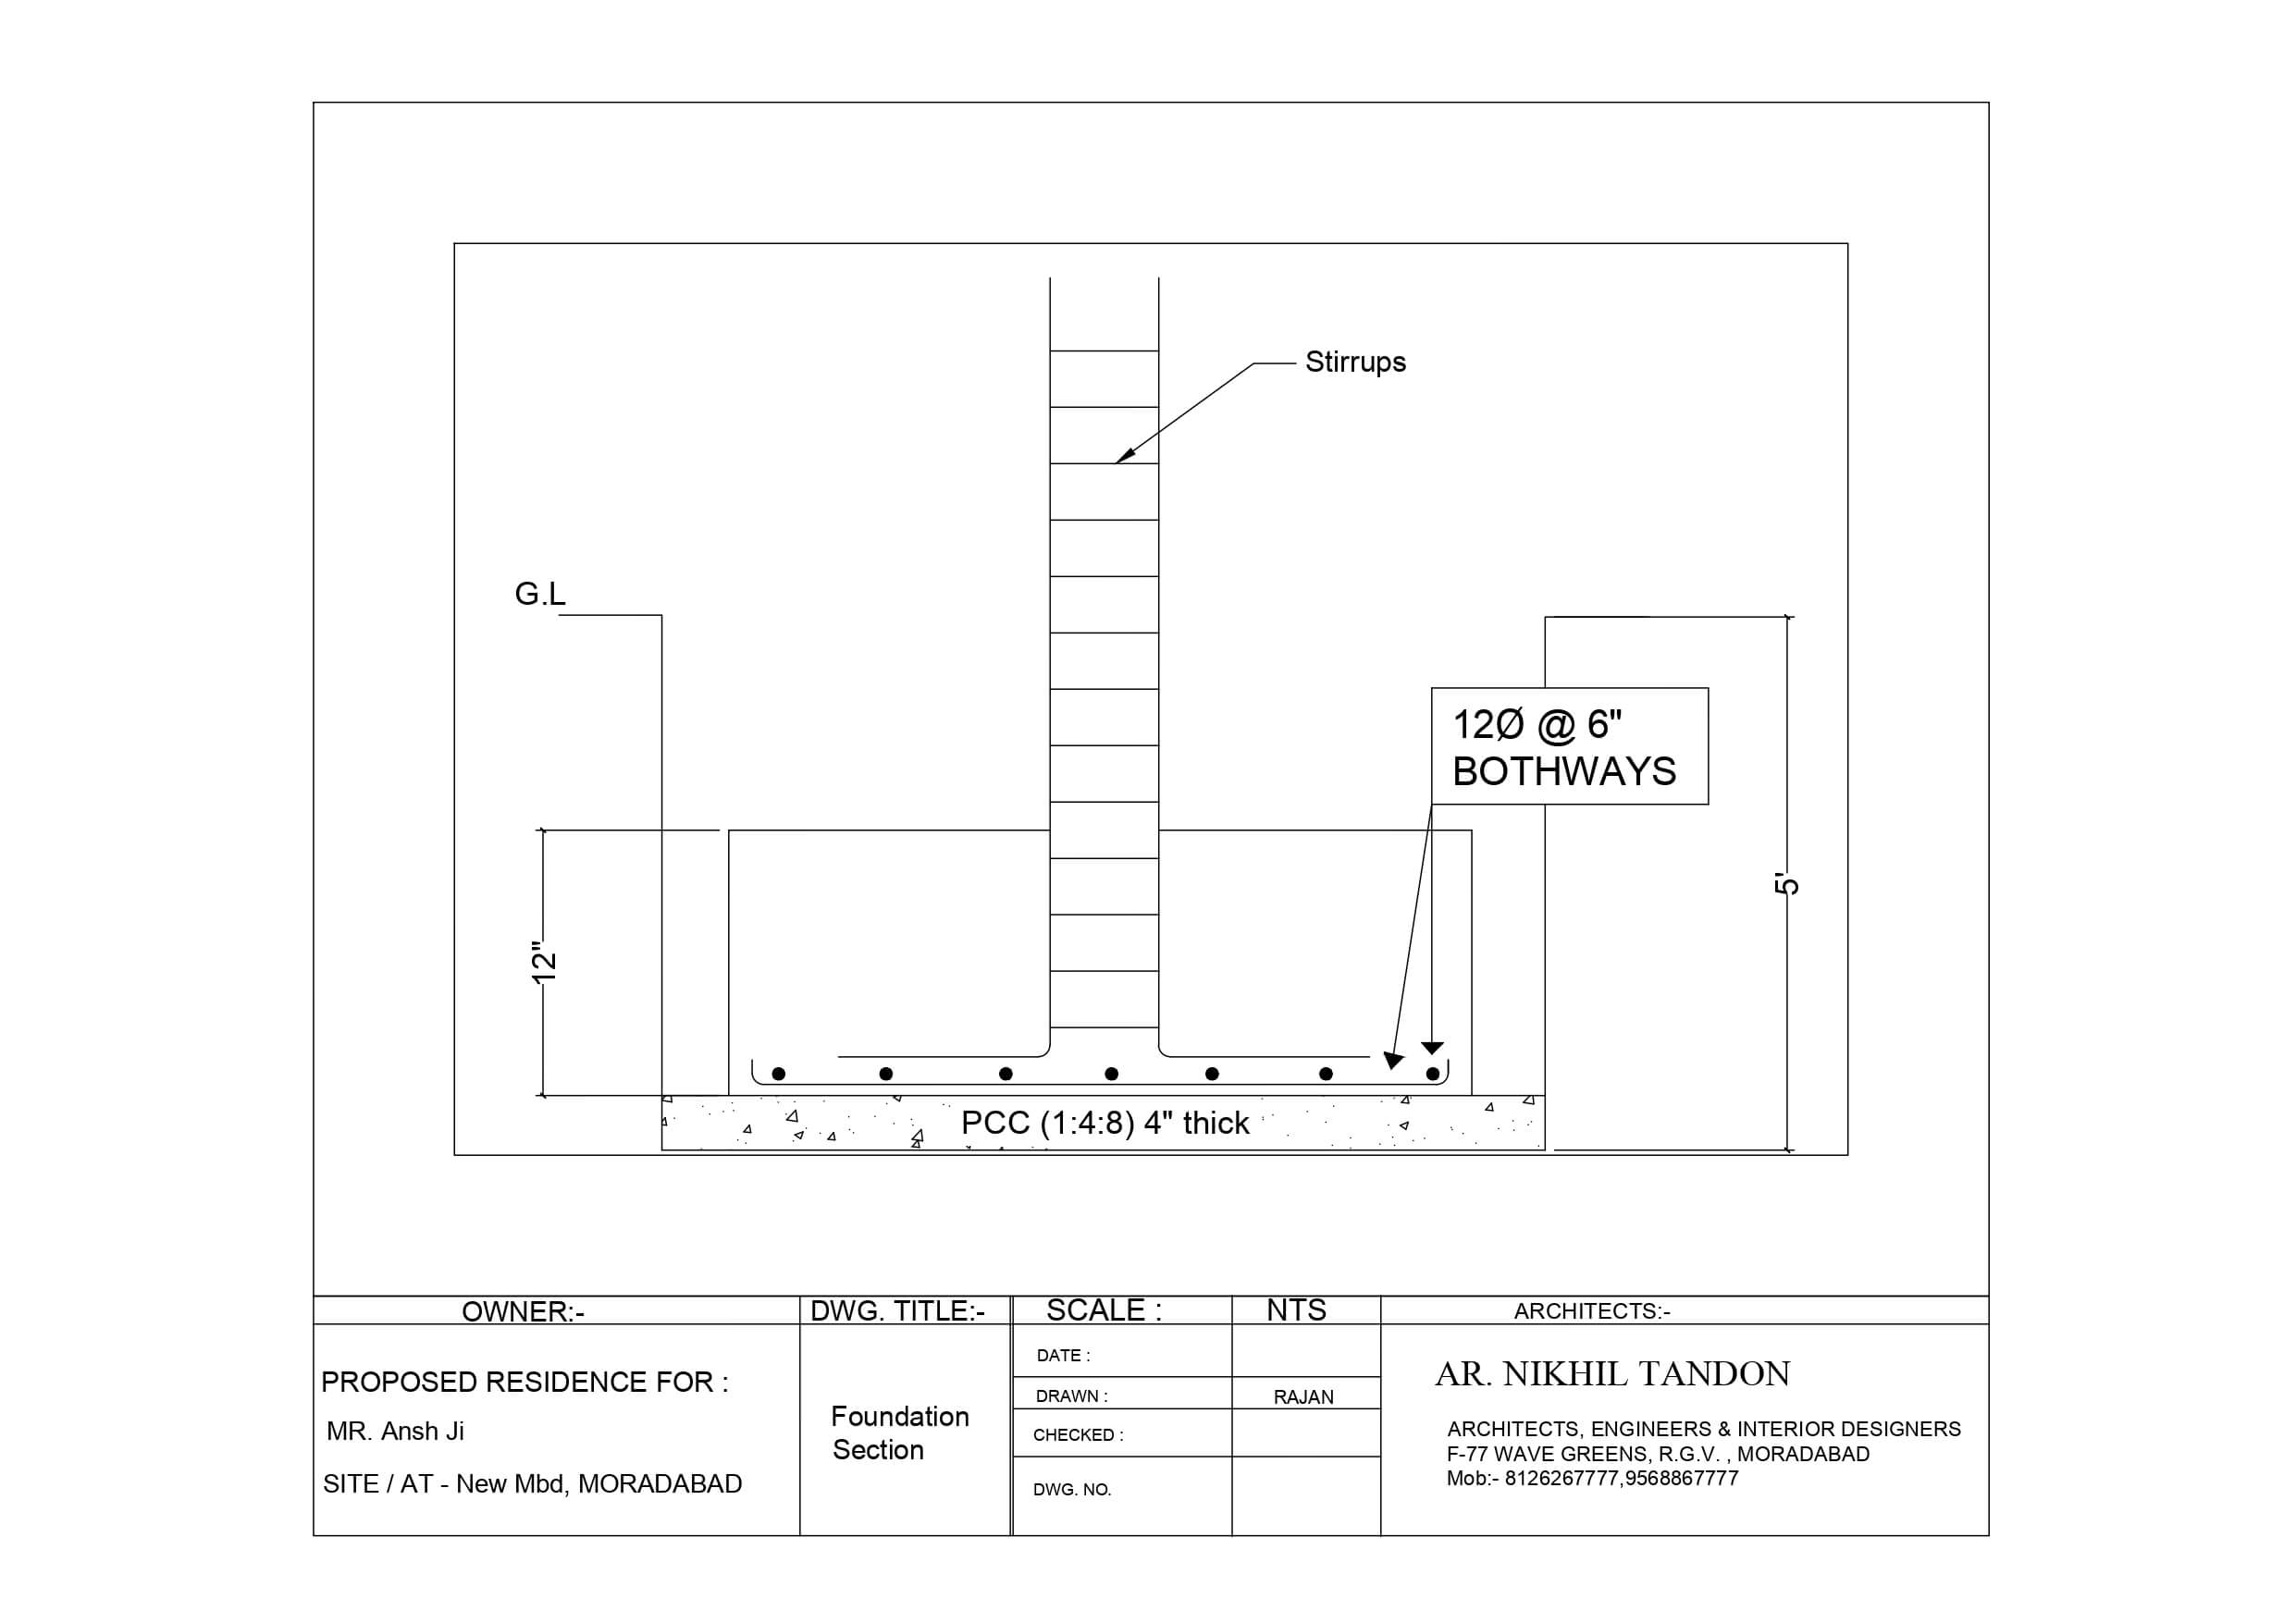 Stirrups
G.L
12Ø @ 6"
BOTHWAYS
5'
12"
PCC (1:4:8) 4" thick
OWNER:-
DWG. TITLE:-
SCALE :
NTS
ARCHITECTS:-
PROPOSED RESIDENCE FOR :
MR. Ansh Ji
SITE / AT - New Mbd, MORADABAD
Foundation
Section
DATE :
DRAWN :
RAJAN
CHECKED :
DWG. NO.
AR. NIKHIL TANDON
ARCHITECTS, ENGINEERS & INTERIOR DESIGNERS
F-77 WAVE GREENS, R.G.V. , MORADABAD
Mob:- 8126267777,9568867777